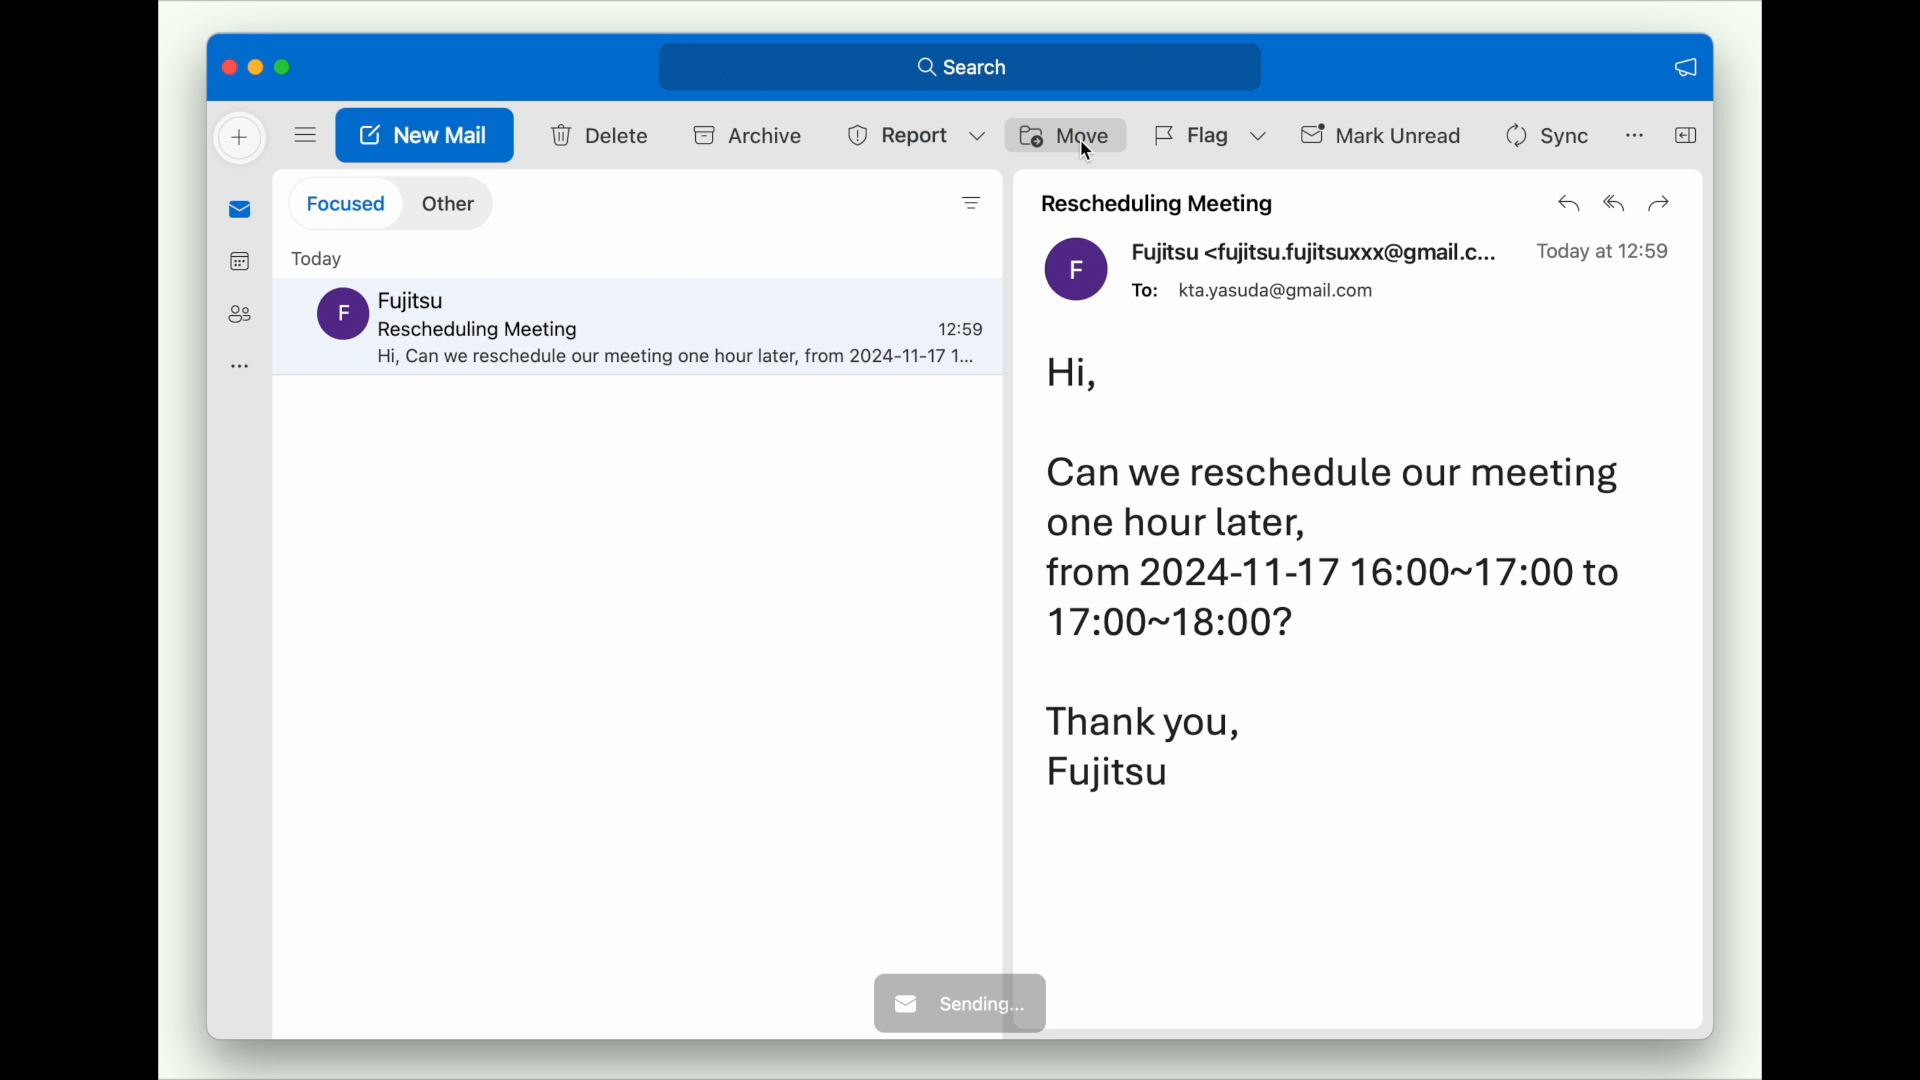 Search
New Mail
Delete
Archive
Report
Move
Flag
Mark Unread
Sync
Focused
Other
Today
F
Fujitsu
Rescheduling Meeting
12:59
Hi, Can we reschedule our meeting one hour later, from 2024-11-17 1...
Rescheduling Meeting
F
Fujitsu <fujitsu.fujitsuxxx@gmail.c...
Today at 12:59
To: kta.yasuda@gmail.com
Hi,
Can we reschedule our meeting
one hour later,
from 2024-11-17 16:00~17:00 to
17:00~18:00?
Thank you,
Fujitsu
Sending...